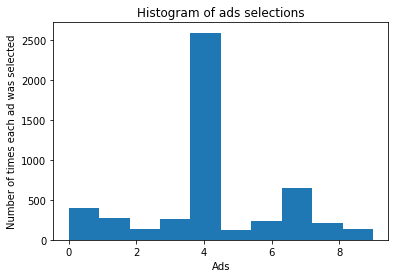 Histogram of ads selections
Number of times each ad was selected
2500
2000
1500
1000
500
0
0 2 4 6 8
Ads